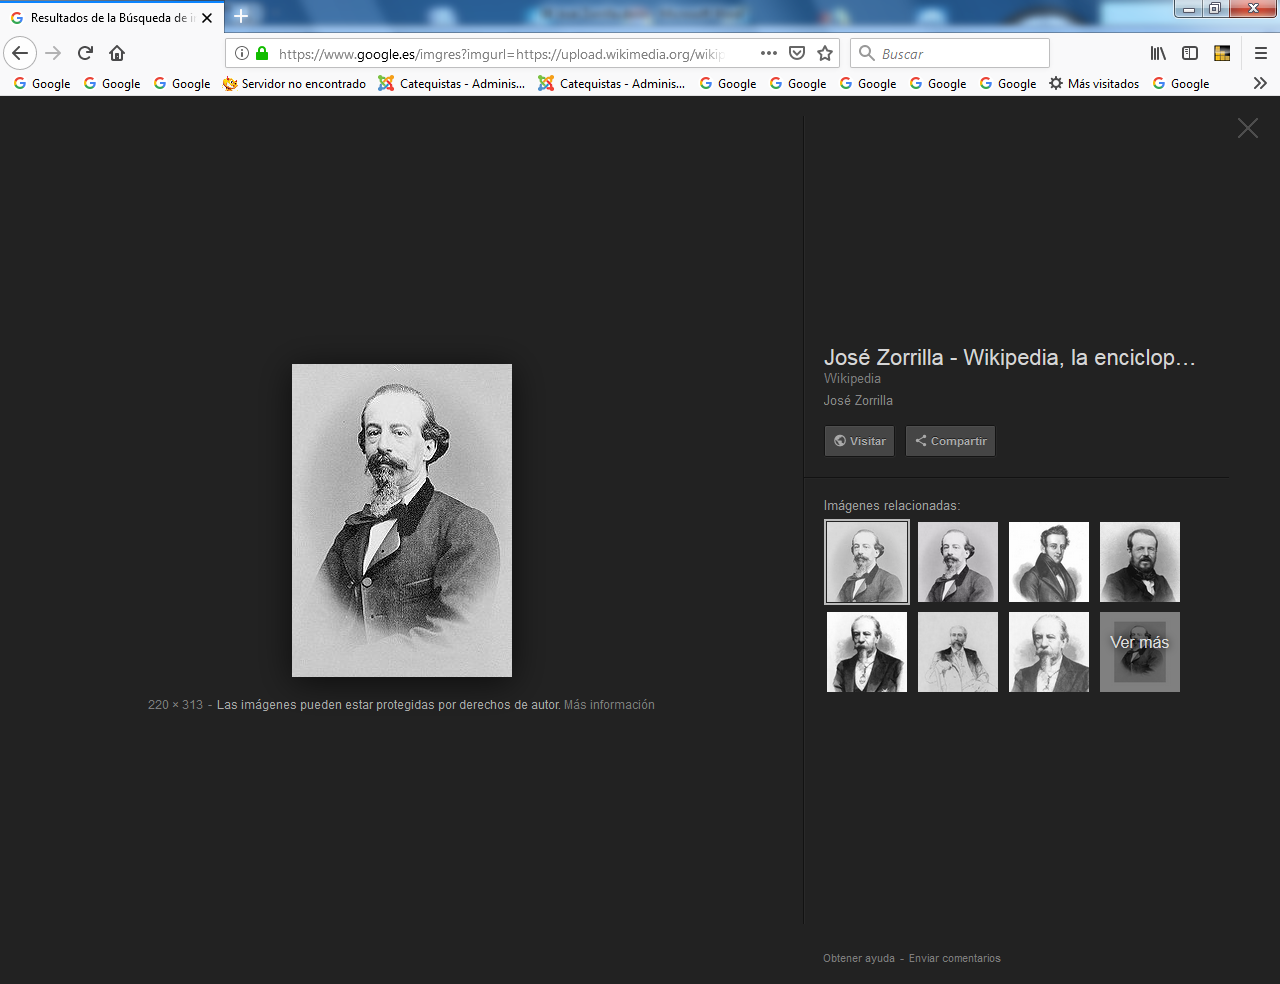 Resultados de la Búsqueda de i
https://www.google.es/imgres?imgurl=https://upload.wikimedia.org/wikip
Buscar
Google Google Google Servidor no encontrado Catequistas - Adminis... Catequistas - Adminis... Google Google Google Google Google Más visitados Google
José Zorrilla - Wikipedia, la enciclop…
Wikipedia
José Zorrilla
Visitar Compartir
Imágenes relacionadas:
Ver más
220 × 313 - Las imágenes pueden estar protegidas por derechos de autor. Más información
Obtener ayuda - Enviar comentarios